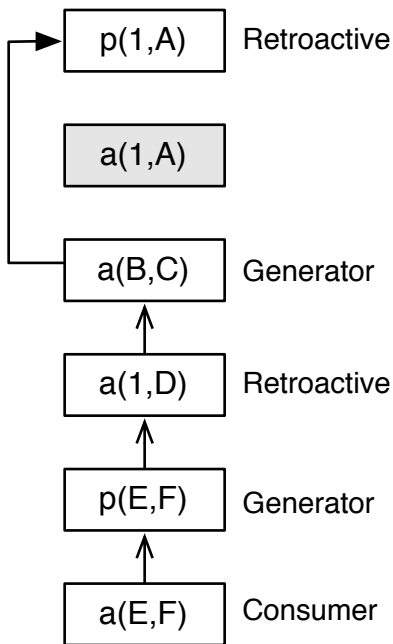 p(1,A) Retroactive
a(1,A)
a(B,C) Generator
a(1,D) Retroactive
p(E,F) Generator
a(E,F) Consumer